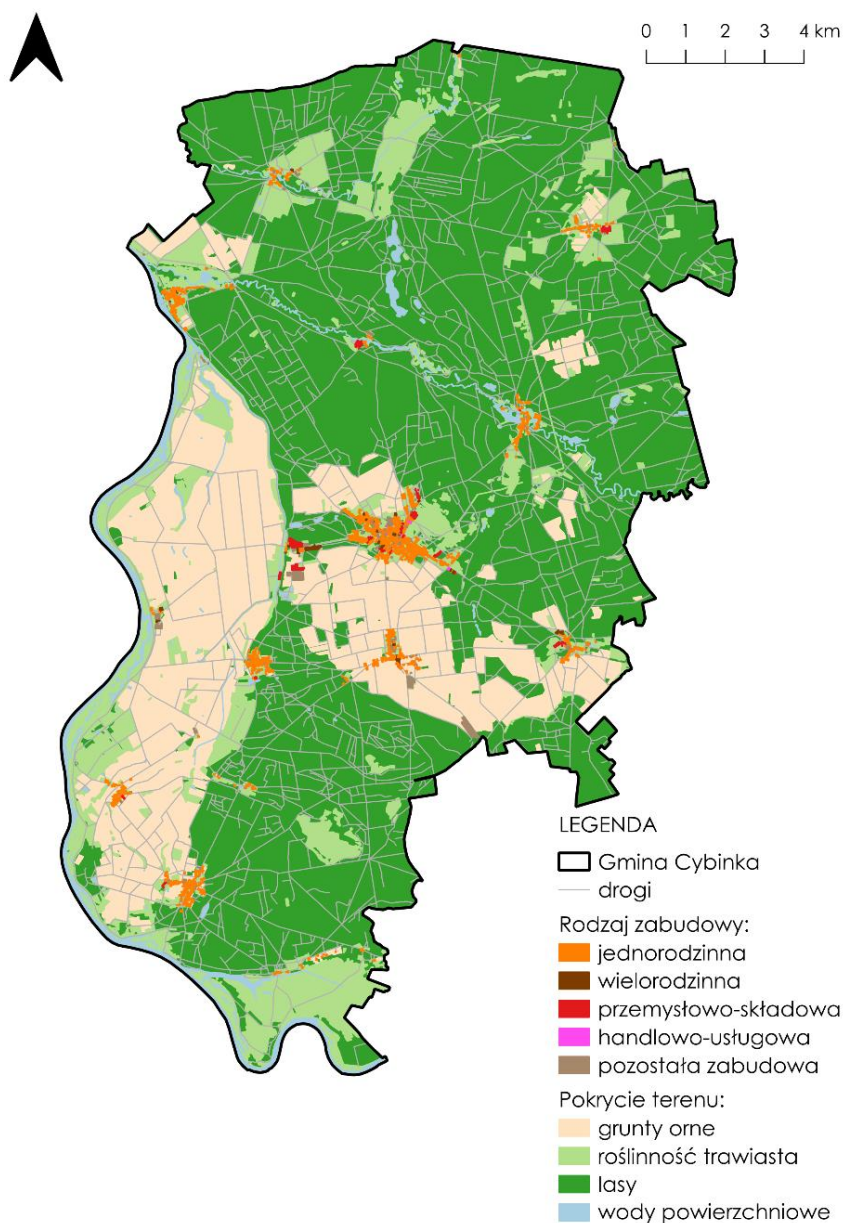 0 1 2 3 4 km
LEGENDA
Gmina Cybinka
drogi
Rodzaj zabudowy:
jednorodzinna
wielorodzinna
przemysłowo-składowa
handlowo-usługowa
pozostała zabudowa
Pokrycie terenu:
grunty orne
roślinność trawiasta
lasy
wody powierzchniowe